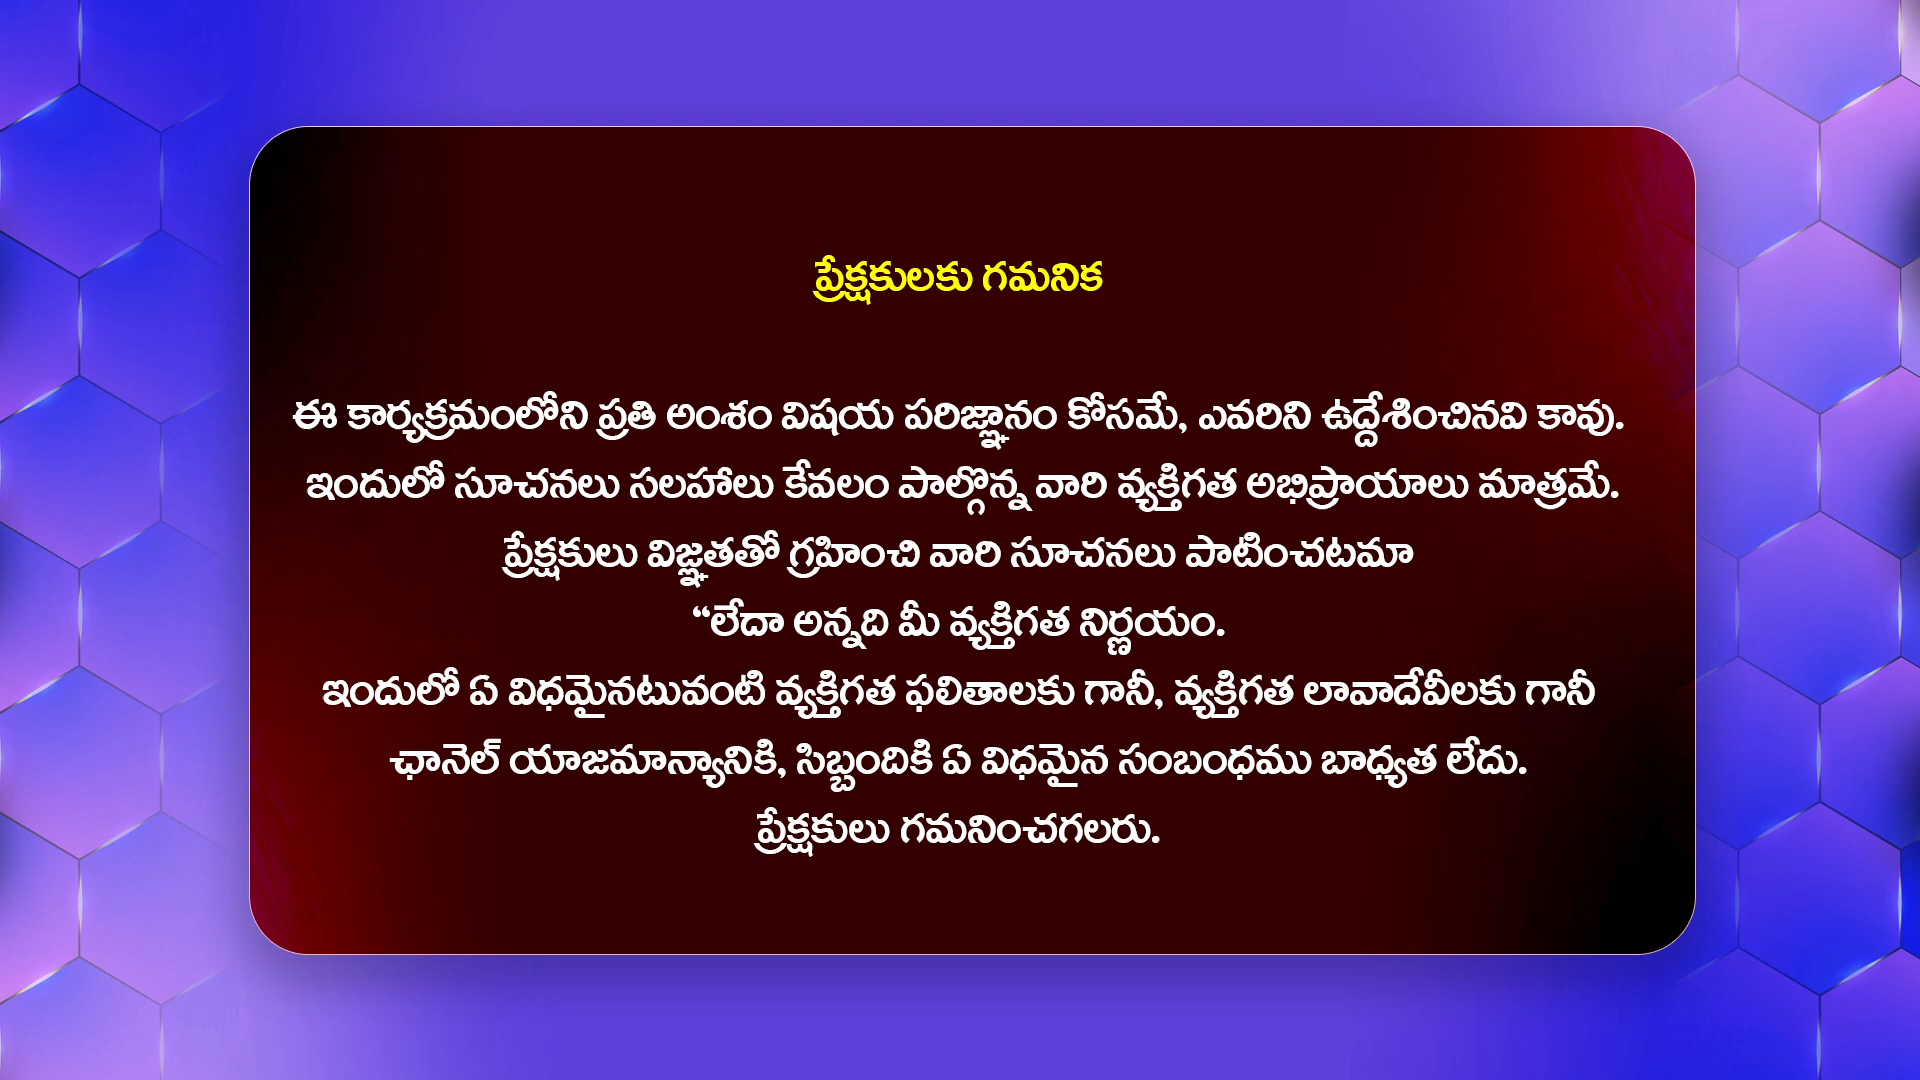 ప్రేక్షకులకు గమనిక
ఈ కార్యక్రమంలోని ప్రతి అంశం విషయ పరిజ్ఞానం కోసమే, ఎవరిని ఉద్దేశించినవి కావు.
ఇందులో సూచనలు సలహాలు కేవలం పాల్గొన్న వారి వ్యక్తిగత అభిప్రాయాలు మాత్రమే.
ప్రేక్షకులు విజ్ఞతతో గ్రహించి వారి సూచనలు పాటించటమా
“లేదా అన్నది మీ వ్యక్తిగత నిర్ణయం.
ఇందులో ఏ విధమైనటువంటి వ్యక్తిగత ఫలితాలకు గానీ, వ్యక్తిగత లావాదేవీలకు గానీ
ఛానెల్ యాజమాన్యానికి, సిబ్బందికి ఏ విధమైన సంబంధము బాధ్యత లేదు.
ప్రేక్షకులు గమనించగలరు.